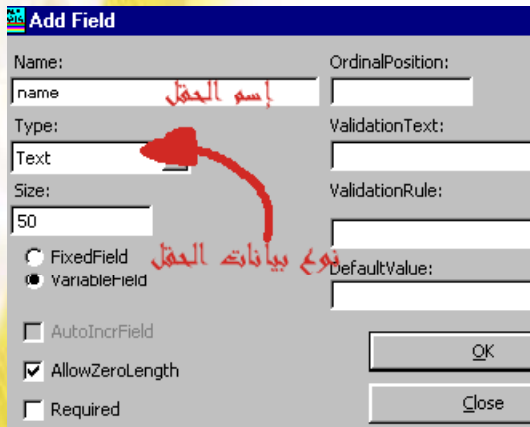 Add Field
Name:
name
إسم الحقل
Type:
Text
Size:
50
نوع بيانات الحقل
FixedField
VariableField
AutoIncrField
AllowZeroLength
Required
OrdinalPosition:
ValidationText:
ValidationRule:
DefaultValue:
OK
Close